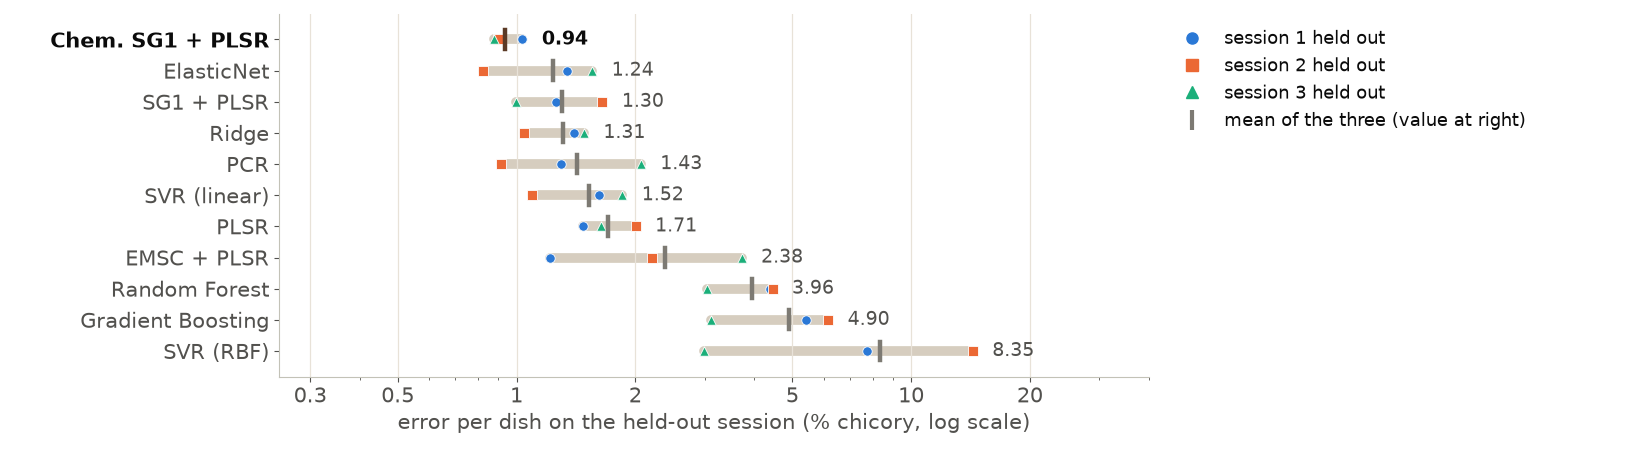 Chem. SG1 + PLSR 0.94
ElasticNet 1.24
SG1 + PLSR 1.30
Ridge 1.31
PCR 1.43
SVR (linear) 1.52
PLSR 1.71
EMSC + PLSR 2.38
Random Forest 3.96
Gradient Boosting 4.90
SVR (RBF) 8.35
0.3 0.5 1 2 5 10 20
error per dish on the held-out session (% chicory, log scale)
session 1 held out
session 2 held out
session 3 held out
mean of the three (value at right)